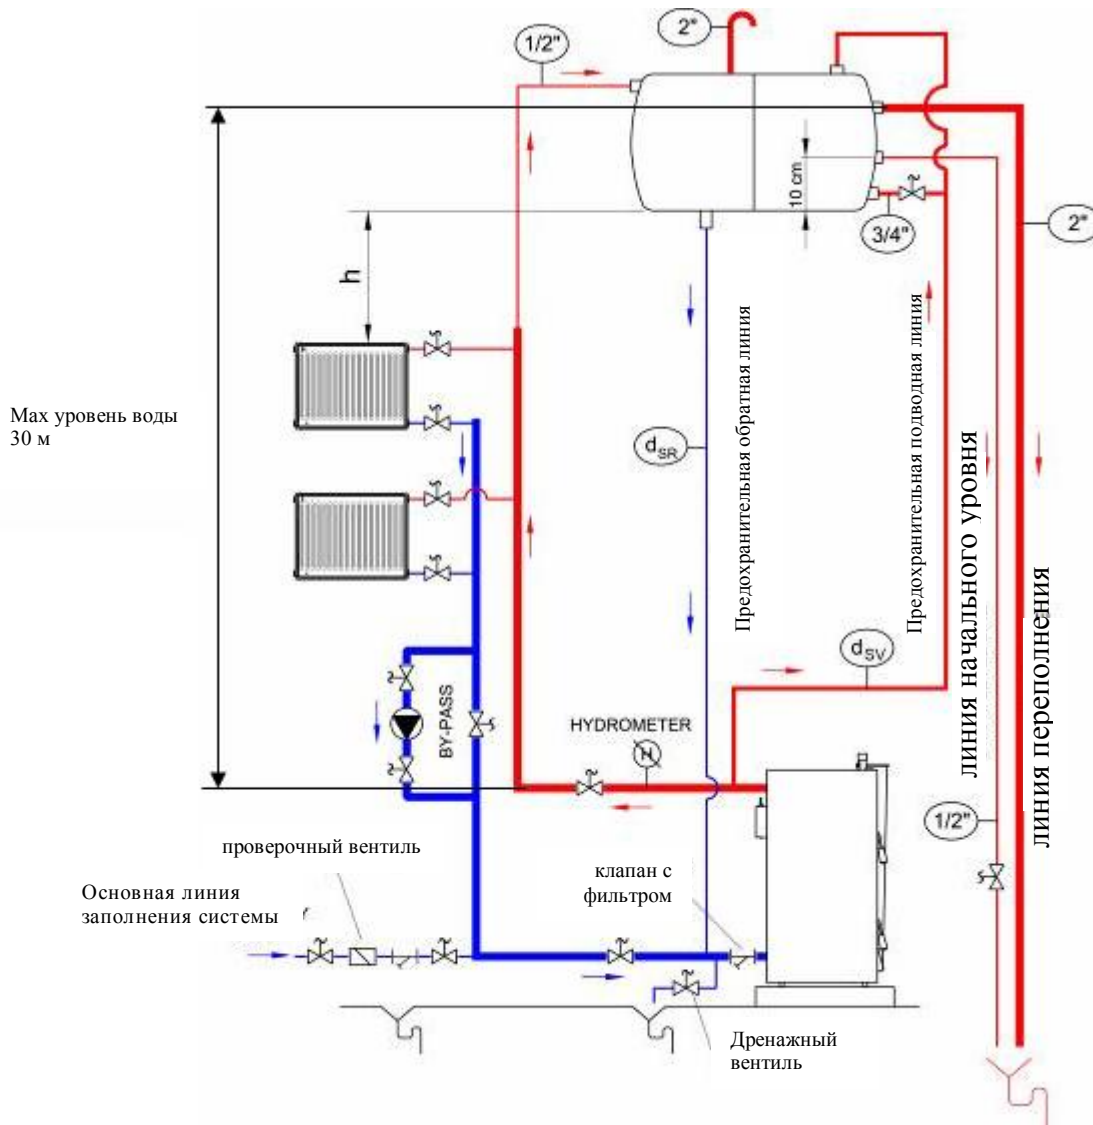 2"
1/2"
10 cm
3/4"
2"
h
Max уровень воды
30 м
Предохранительная обратная линия
Предохранительная подводная линия
линия начального уровня
линия переполнения
dSR
dSV
BY-PASS
HYDROMETER
H
1/2"
проверочный вентиль
Основная линия
заполнения системы
клапан с
фильтром
Дренажный
вентиль